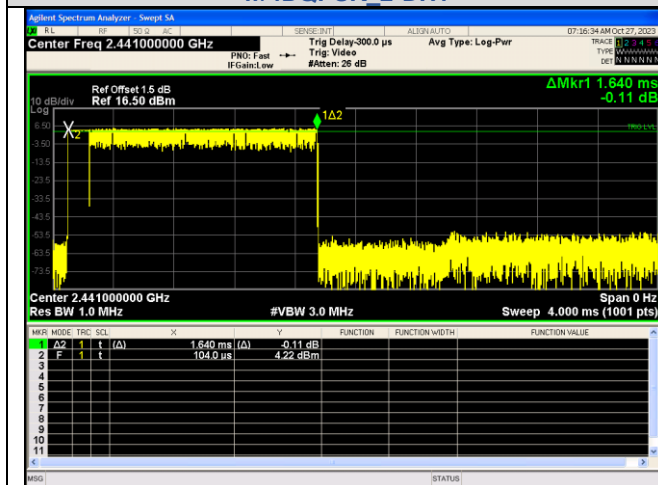 Agilent Spectrum Analyzer - Swept SA
RL RF 50 Ω AC SENSE:INT ALIGNAUTO 07:16:34 AM Oct 27, 2023
Center Freq 2.441000000 GHz Trig Delay-300.0 µs Avg Type: Log-Pwr TRACE 1 2 3 4 5 6
PNO: Fast Trig: Video TYPE
IFGain:Low #Atten: 26 dB DET N N N N N N
ΔMkr1 1.640 ms
Ref Offset 1.5 dB -0.11 dB
10 dB/div Ref 16.50 dBm
Log
6.50
-3.50
-13.5
-23.5
-33.5
-43.5
-53.5
-63.5
-73.5
X2
1Δ2
TRIG LVL
Center 2.441000000 GHz Span 0 Hz
Res BW 1.0 MHz #VBW 3.0 MHz Sweep 4.000 ms (1001 pts)
MKR MODE TRC SCL X Y FUNCTION FUNCTION WIDTH FUNCTION VALUE
1 Δ2 1 t (Δ) 1.640 ms (Δ) -0.11 dB
2 F 1 t 104.0 µs 4.22 dBm
3
4
5
6
7
8
9
10
11
MSG STATUS